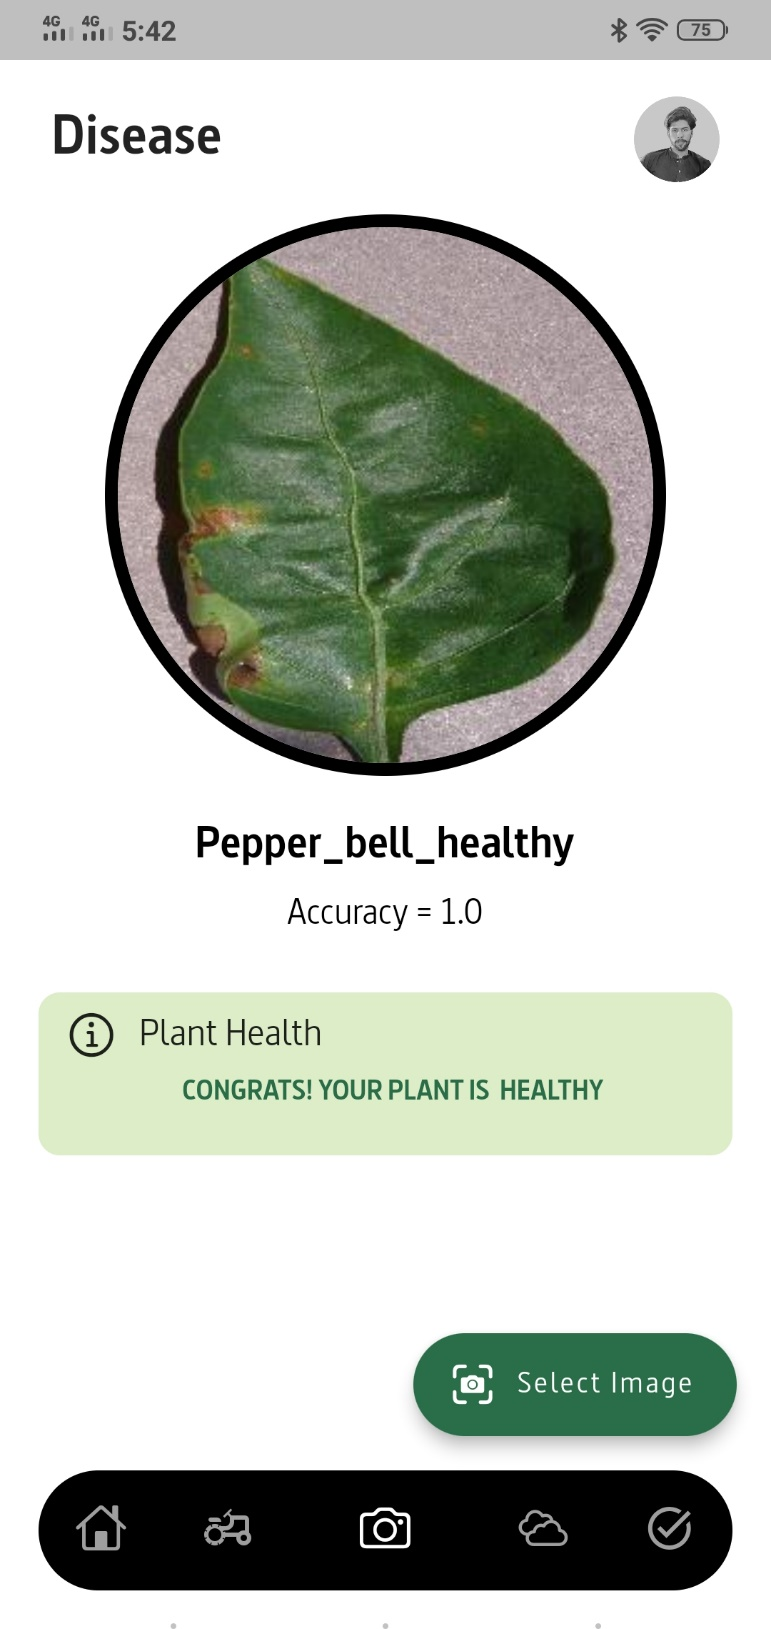 4G 4G 5:42 75
Disease
Pepper_bell_healthy
Accuracy = 1.0
Plant Health
CONGRATS! YOUR PLANT IS HEALTHY
Select Image